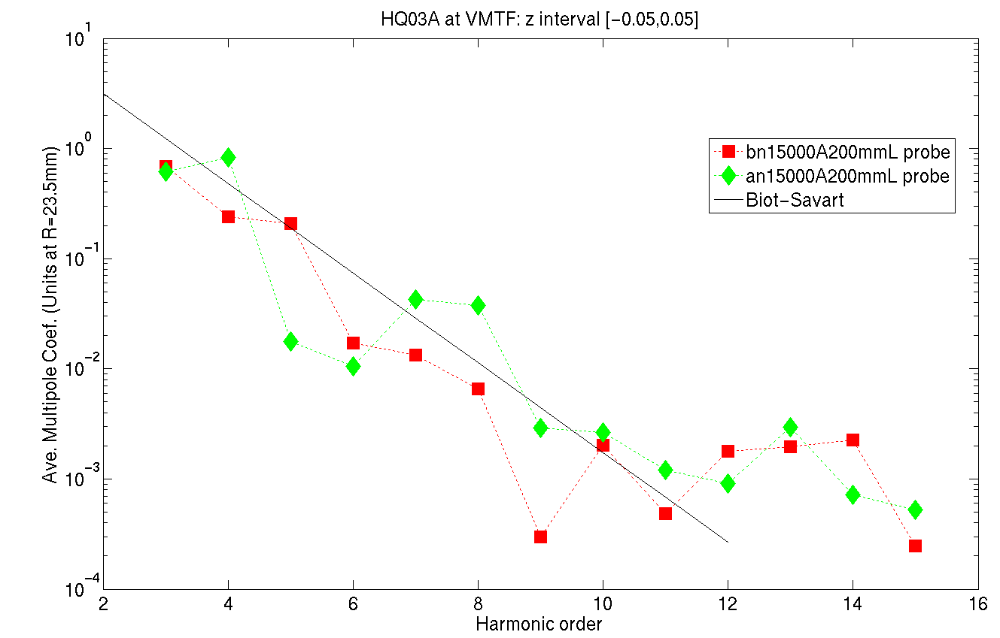 HQ03A at VMTF: z interval [−0.05,0.05]
10^1
10^0
10^−1
10^−2
10^−3
10^−4
Ave. Multipole Coef. (Units at R=23.5mm)
bn15000A200mmL probe
an15000A200mmL probe
Biot−Savart
2 4 6 8 10 12 14 16
Harmonic order